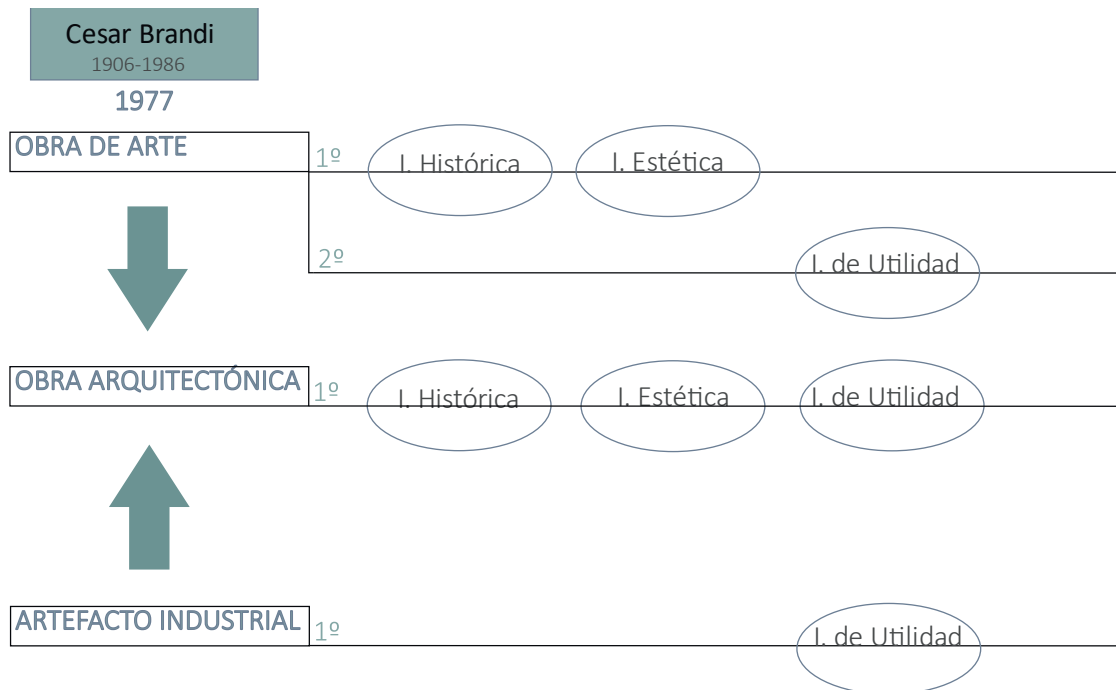 Cesar Brandi
1906-1986
1977
OBRA DE ARTE
1º I. Histórica I. Estética
2º I. de Utilidad
OBRA ARQUITECTÓNICA 1º I. Histórica I. Estética I. de Utilidad
ARTEFACTO INDUSTRIAL 1º I. de Utilidad